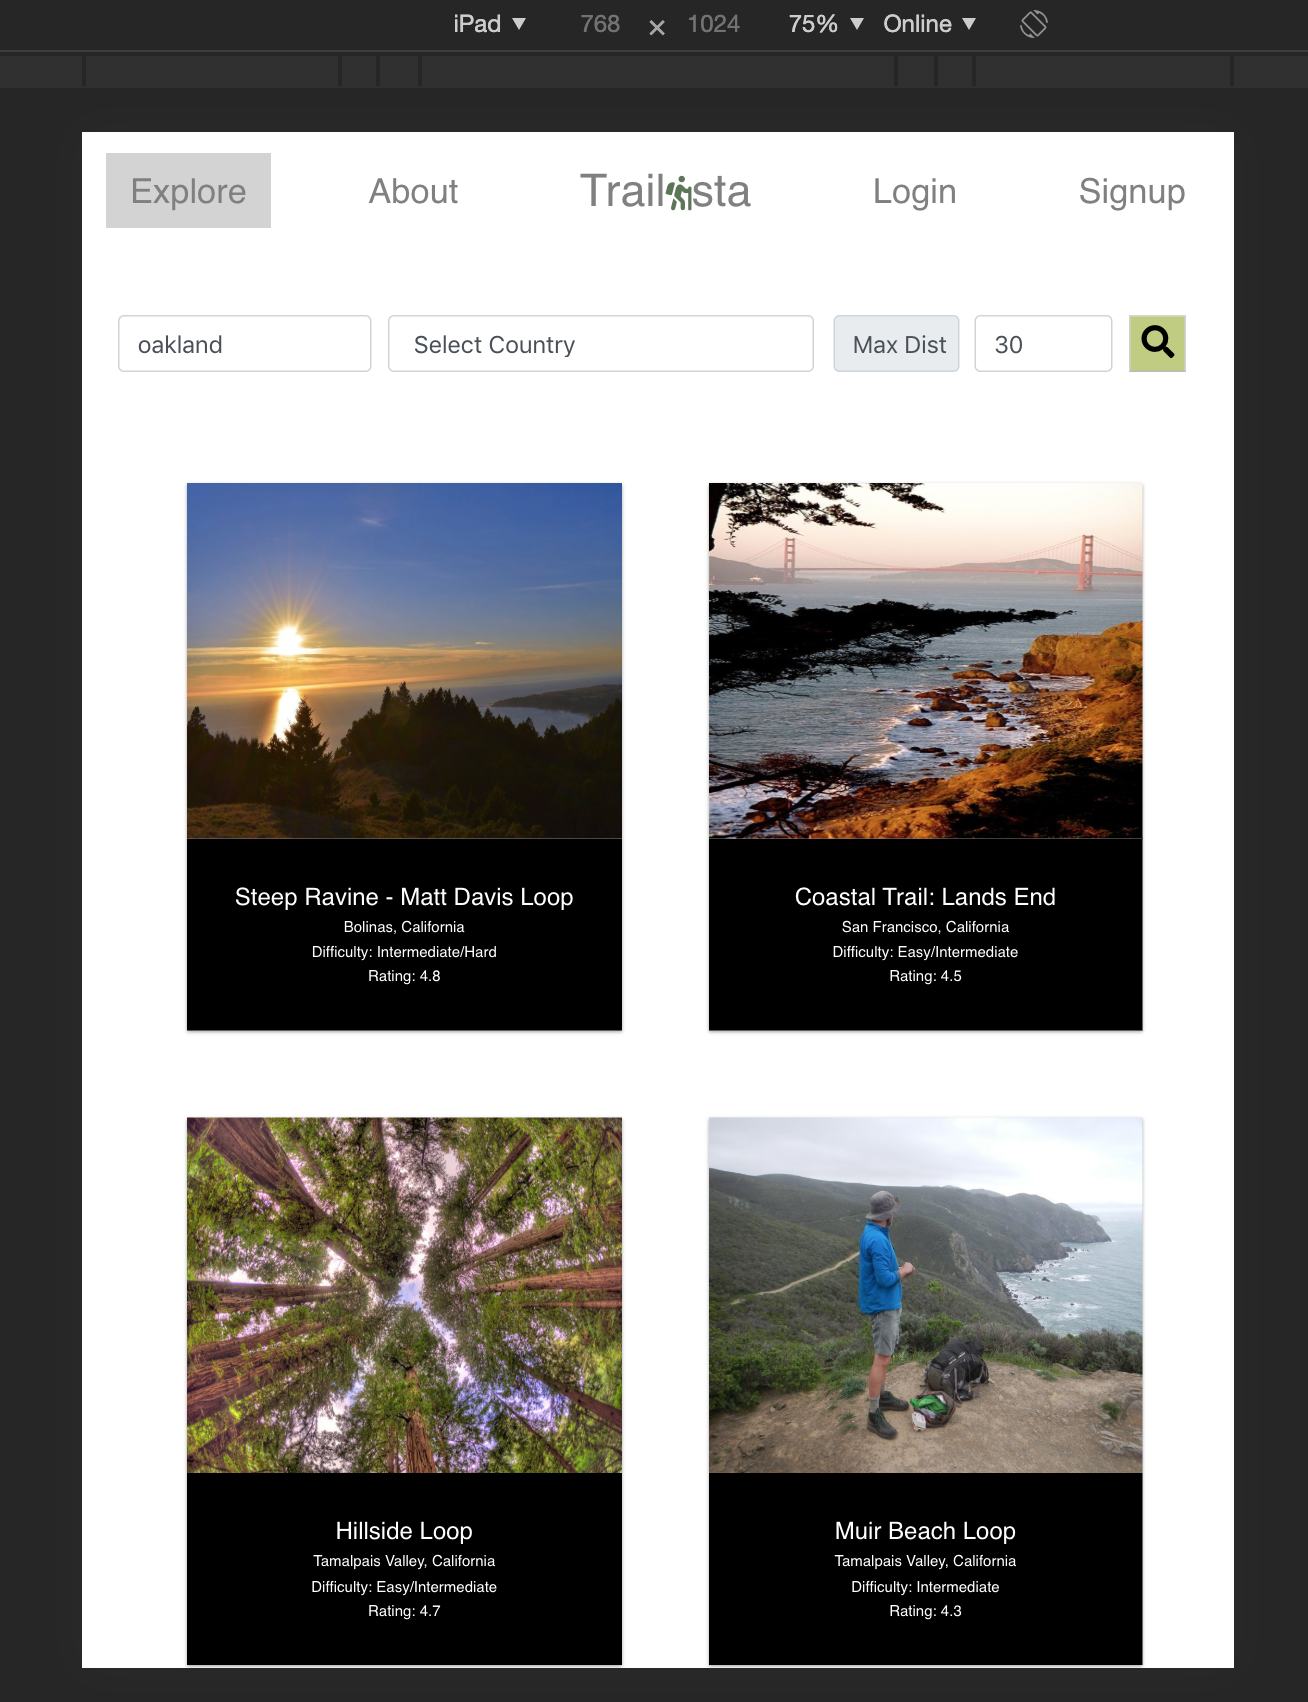 iPad ▼ 768 × 1024 75% ▼ Online ▼
Explore About Trailsta Login Signup
oakland Select Country Max Dist 30
Steep Ravine - Matt Davis Loop
Bolinas, California
Difficulty: Intermediate/Hard
Rating: 4.8
Coastal Trail: Lands End
San Francisco, California
Difficulty: Easy/Intermediate
Rating: 4.5
Hillside Loop
Tamalpais Valley, California
Difficulty: Easy/Intermediate
Rating: 4.7
Muir Beach Loop
Tamalpais Valley, California
Difficulty: Intermediate
Rating: 4.3